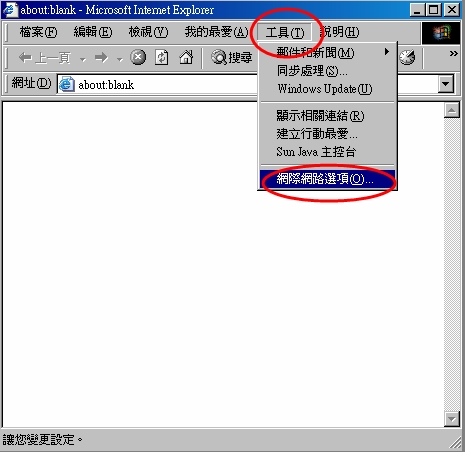 about:blank - Microsoft Internet Explorer
檔案(F) 編輯(E) 檢視(V) 我的最愛(A) 工具(T) 說明(H)
上一頁 搜尋
郵件和新聞(M)
同步處理(S)...
Windows Update(U)
網址(D) about:blank
顯示相關連結(R)
建立行動最愛...
Sun Java 主控台
網際網路選項(O)...
讓您變更設定。